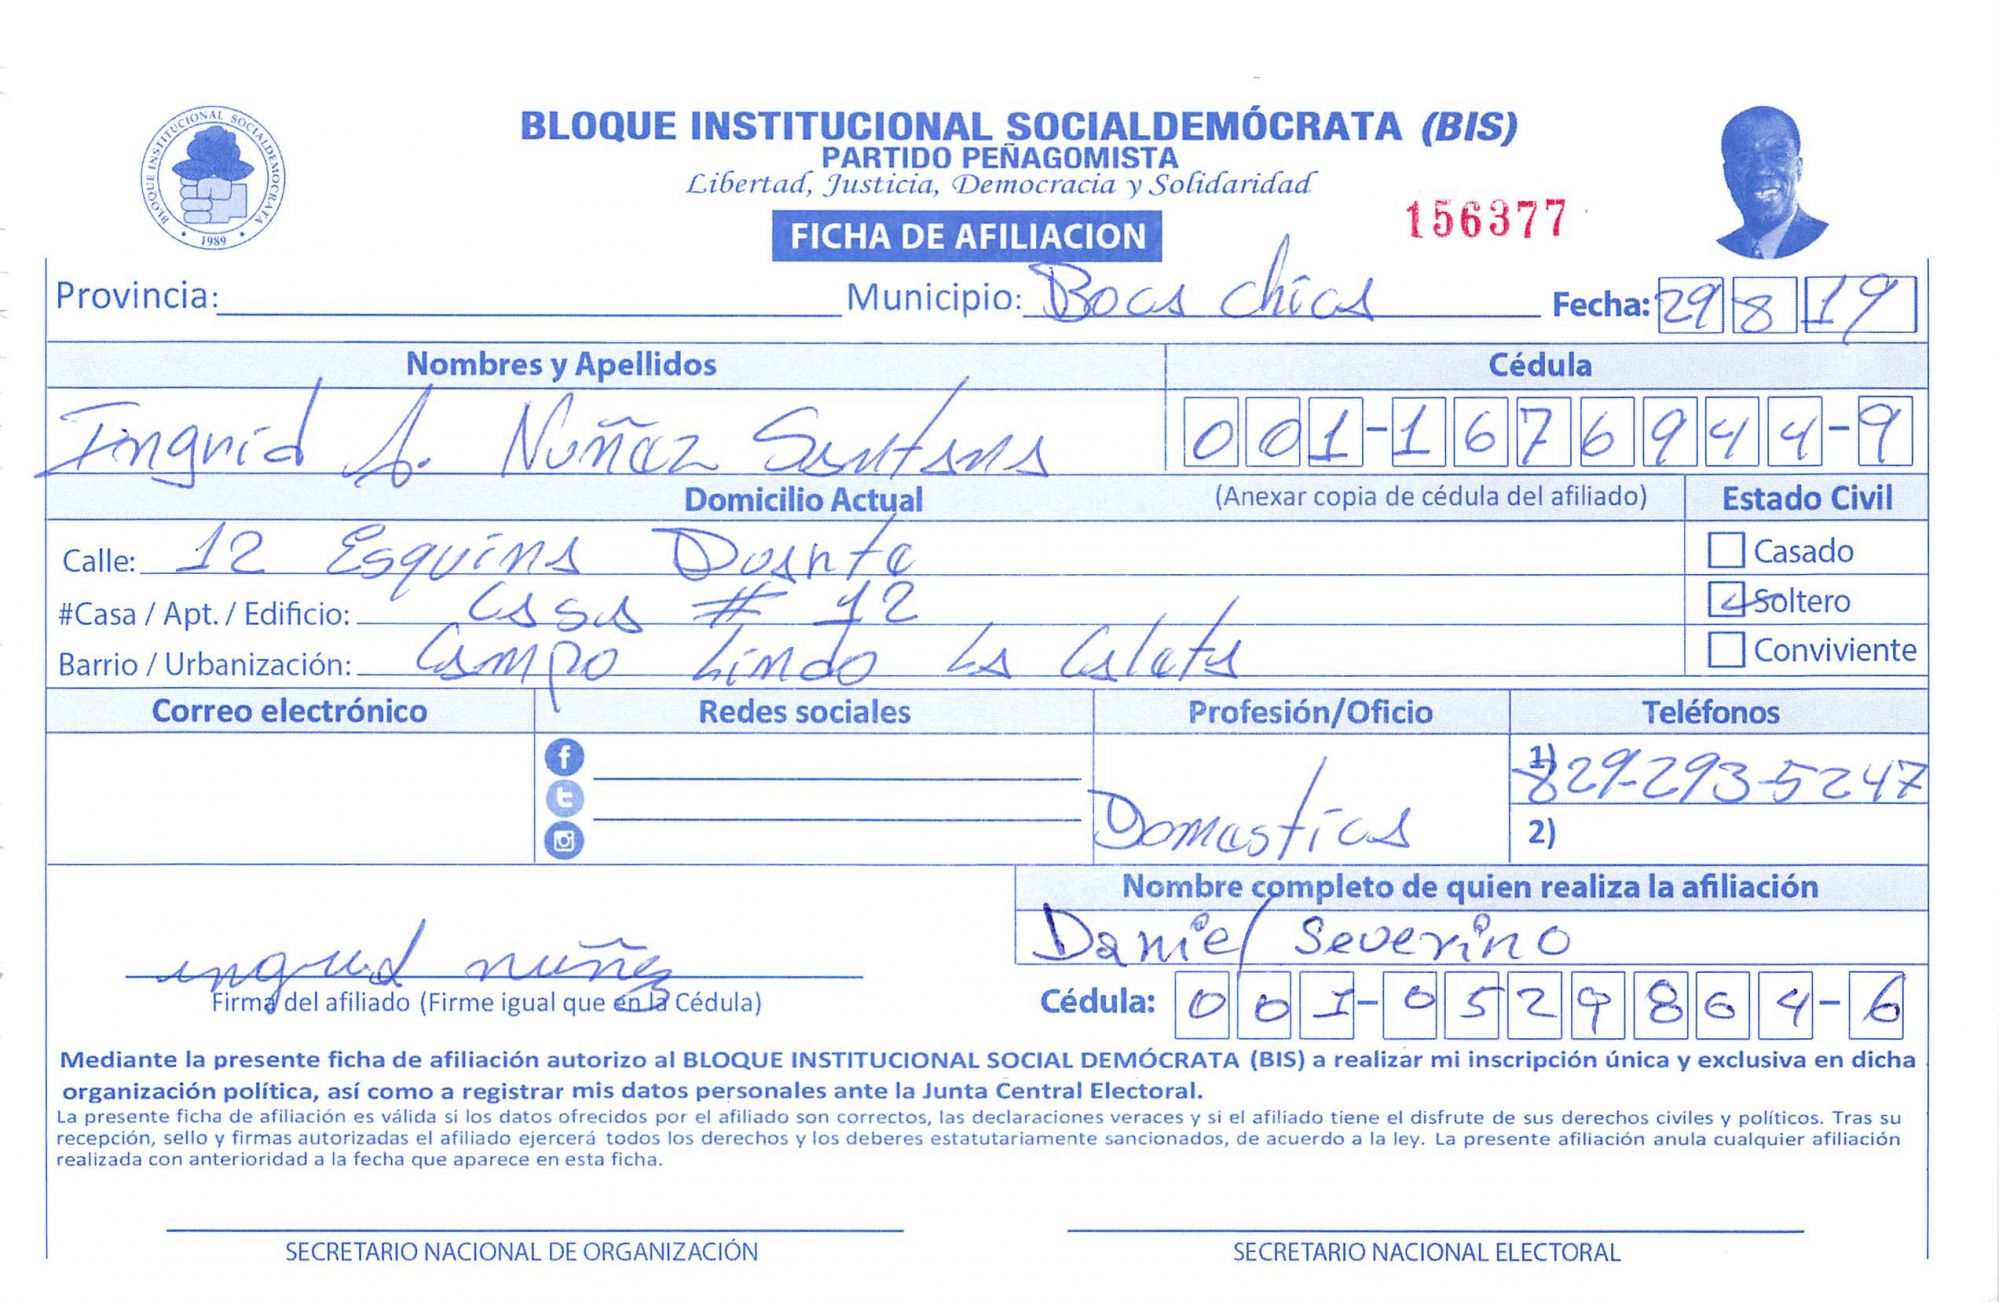 BLOQUE INSTITUCIONAL SOCIALDEMÓCRATA (BIS)
PARTIDO PEÑAGOMISTA
Libertad, Justicia, Democracia y Solidaridad
BLOQUE INSTITUCIONAL SOCIALDEMOCRATA
1989
156377
FICHA DE AFILIACION
Provincia: Municipio: Boca Chica Fecha: 29 8 19
Nombres y Apellidos Cédula
Ingrid A. Nuñez Santana 001-1676944-9
Domicilio Actual (Anexar copia de cédula del afiliado) Estado Civil
Calle: 12 Esquina Duante Casado
#Casa / Apt. / Edificio: Casa # 12 Soltero
Barrio / Urbanización: Campo Lindo La Caleta Conviviente
Correo electrónico Redes sociales Profesión/Oficio Teléfonos
1) 829-293-5247
Domestica 2)
Nombre completo de quien realiza la afiliación
Daniel Severino
ingrid nuñez
Firma del afiliado (Firme igual que en la Cédula) Cédula: 001-0529864-6
Mediante la presente ficha de afiliación autorizo al BLOQUE INSTITUCIONAL SOCIAL DEMÓCRATA (BIS) a realizar mi inscripción única y exclusiva en dicha
organización política, así como a registrar mis datos personales ante la Junta Central Electoral.
La presente ficha de afiliación es válida si los datos ofrecidos por el afiliado son correctos, las declaraciones veraces y si el afiliado tiene el disfrute de sus derechos civiles y políticos. Tras su
recepción, sello y firmas autorizadas el afiliado ejercerá todos los derechos y los deberes estatutariamente sancionados, de acuerdo a la ley. La presente afiliación anula cualquier afiliación
realizada con anterioridad a la fecha que aparece en esta ficha.
SECRETARIO NACIONAL DE ORGANIZACIÓN SECRETARIO NACIONAL ELECTORAL